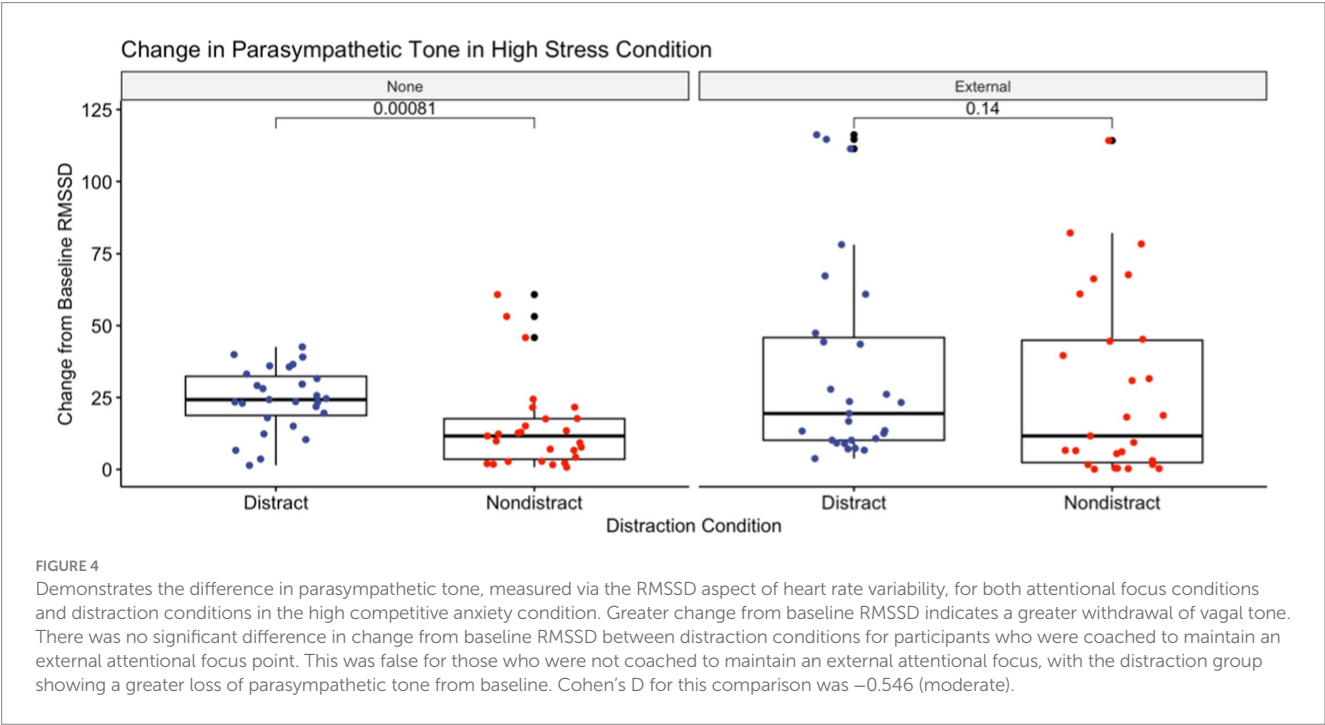 Change in Parasympathetic Tone in High Stress Condition
None
External
0.00081
0.14
Change from Baseline RMSSD
125
100
75
50
25
0
Distract
Nondistract
Distract
Nondistract
Distraction Condition
FIGURE 4
Demonstrates the difference in parasympathetic tone, measured via the RMSSD aspect of heart rate variability, for both attentional focus conditions
and distraction conditions in the high competitive anxiety condition. Greater change from baseline RMSSD indicates a greater withdrawal of vagal tone.
There was no significant difference in change from baseline RMSSD between distraction conditions for participants who were coached to maintain an
external attentional focus point. This was false for those who were not coached to maintain an external attentional focus, with the distraction group
showing a greater loss of parasympathetic tone from baseline. Cohen’s D for this comparison was −0.546 (moderate).